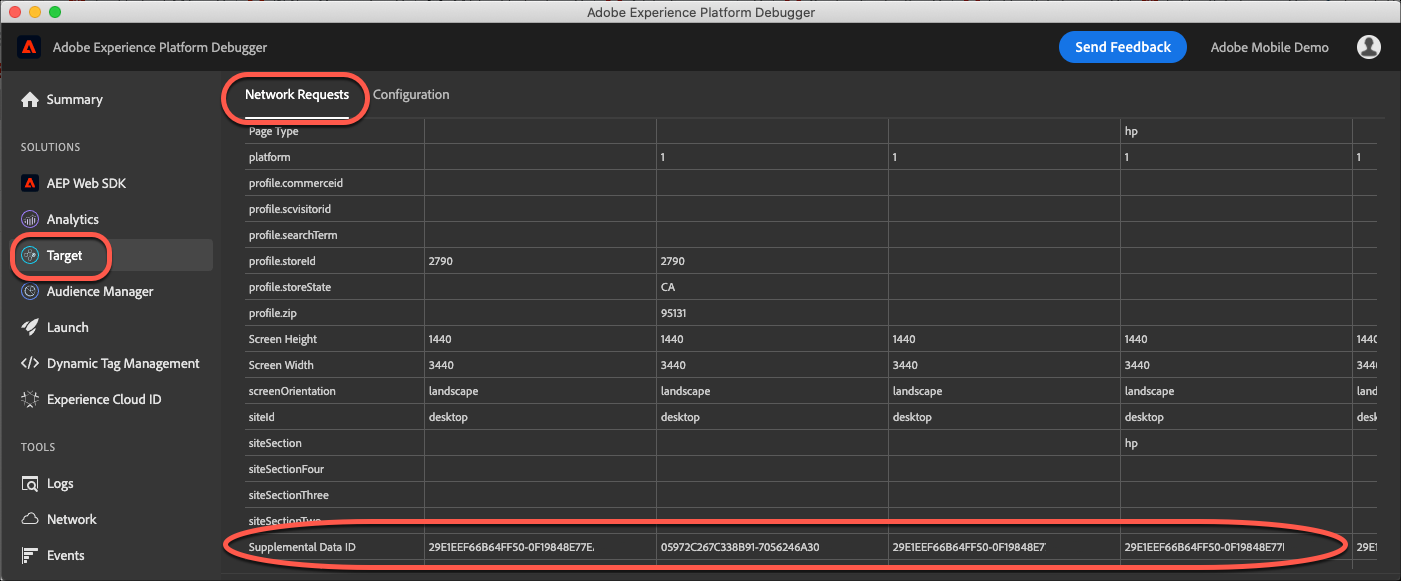 Adobe Experience Platform Debugger
Adobe Experience Platform Debugger
Send Feedback
Adobe Mobile Demo
Summary
SOLUTIONS
AEP Web SDK
Analytics
Target
Audience Manager
Launch
Dynamic Tag Management
Experience Cloud ID
TOOLS
Logs
Network
Events
Network Requests Configuration
Page Type hp
platform 1 1 1 1
profile.commerceid
profile.scvisitorid
profile.searchTerm
profile.storeId 2790 2790
profile.storeState CA
profile.zip 95131
Screen Height 1440 1440 1440 1440 1440
Screen Width 3440 3440 3440 3440 3440
screenOrientation landscape landscape landscape landscape land
siteId desktop desktop desktop desktop desk
siteSection hp
siteSectionFour
siteSectionThree
siteSectionTwo
Supplemental Data ID 29E1EEF66B64FF50-0F19848E77E 05972C267C338B91-7056246A30 29E1EEF66B64FF50-0F19848E7 29E1EEF66B64FF50-0F19848E77 29E1